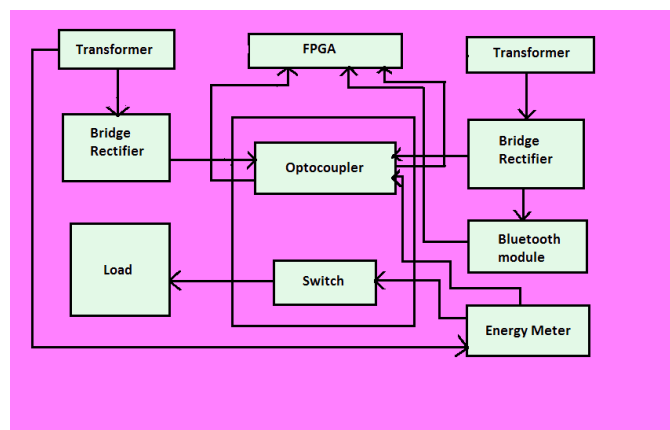 Transformer
FPGA
Transformer
Bridge
Rectifier
Optocoupler
Bridge
Rectifier
Load
Switch
Bluetooth
module
Energy Meter